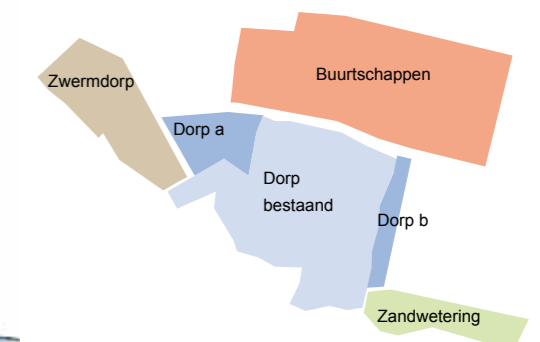 Buurtschappen
Zwermdorp
Dorp a
Dorp
bestaand
Dorp b
Zandwetering